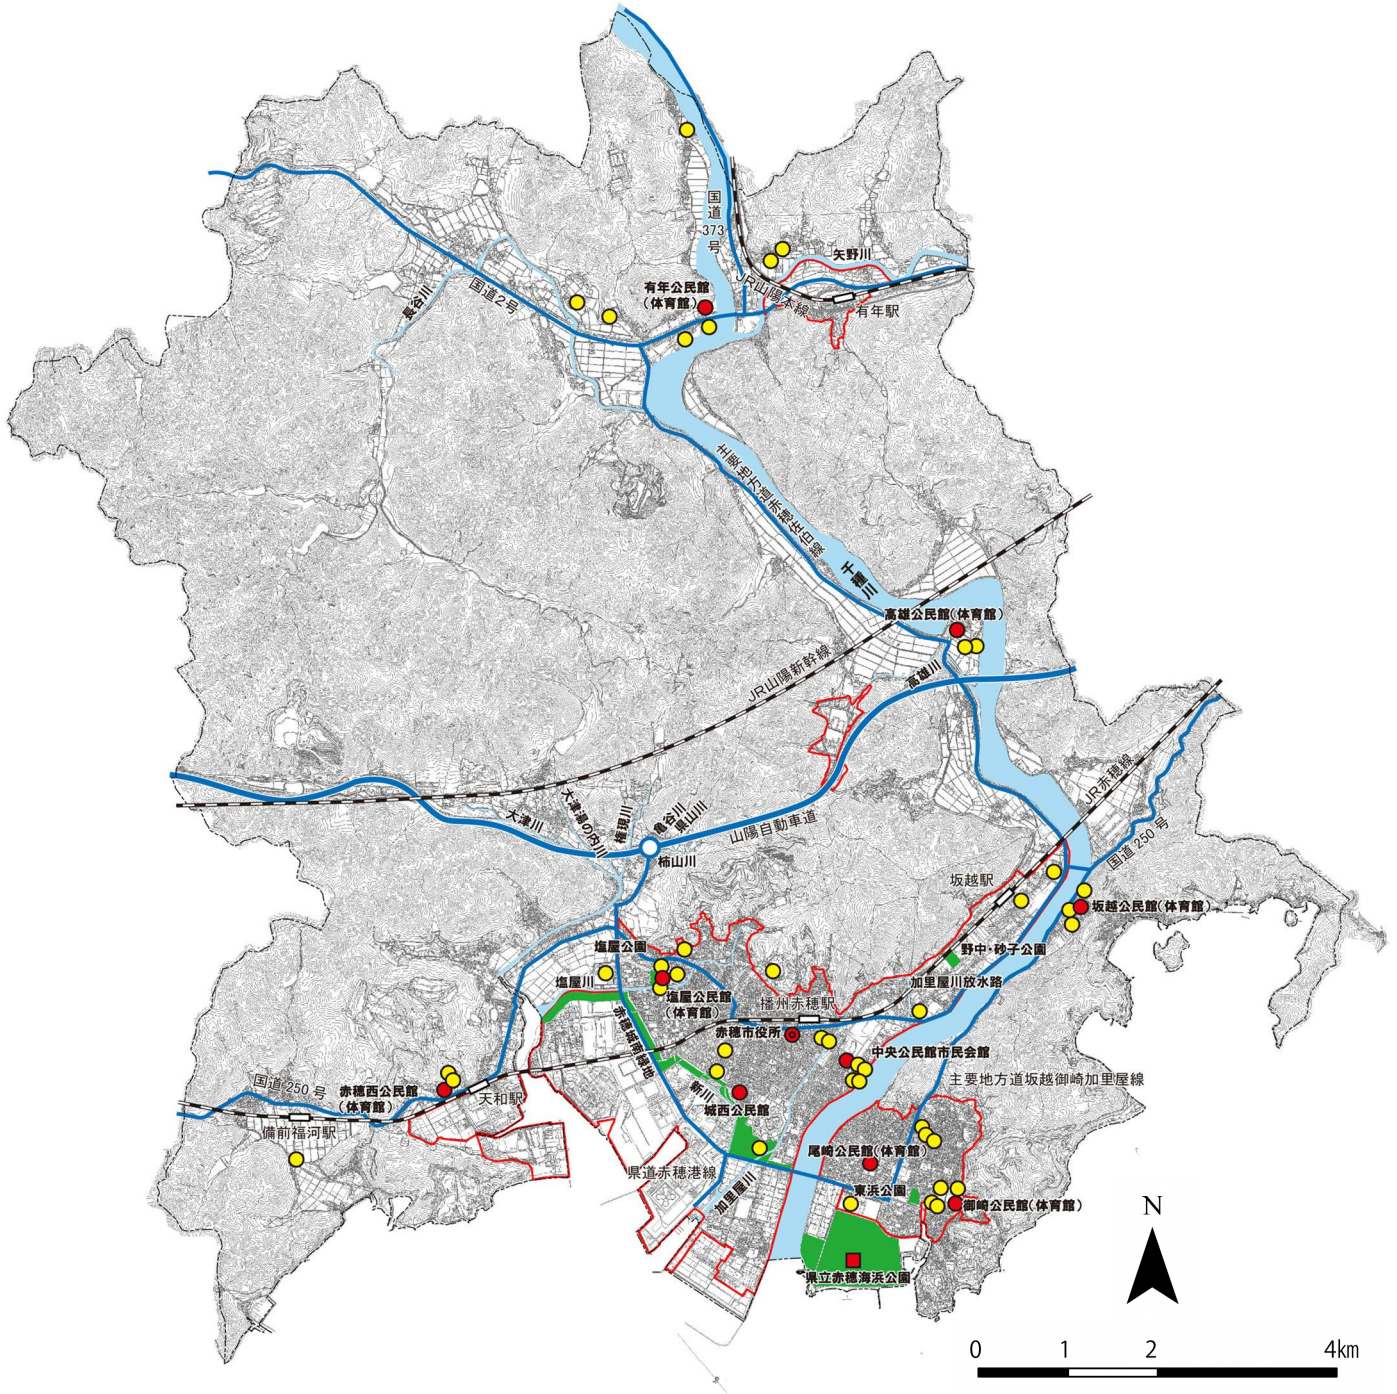 国道
373
号
矢野川
有年公民館
(体育館)
JR山陽本線
有年駅
長谷川
国道2号
主要地方道赤穂佐伯線
千種川
高雄公民館(体育館)
JR山陽新幹線
高雄川
JR赤穂線
大津川
大津湯の内川
権現川
亀谷川
県山川
山陽自動車道
柿山川
国道250号
坂越駅
坂越公民館(体育館)
塩屋公園
野中・砂子公園
塩屋川
加里屋川放水路
塩屋公民館
(体育館)
播州赤穂駅
赤穂城南緑地
赤穂市役所
中央公民館市民会館
国道250号
赤穂西公民館
(体育館)
天和駅
新川
主要地方道坂越御崎加里屋線
城西公民館
備前福河駅
尾崎公民館(体育館)
県道赤穂港線
加里屋川
東浜公園
御崎公民館(体育館)
県立赤穂海浜公園
N
0 1 2 4km